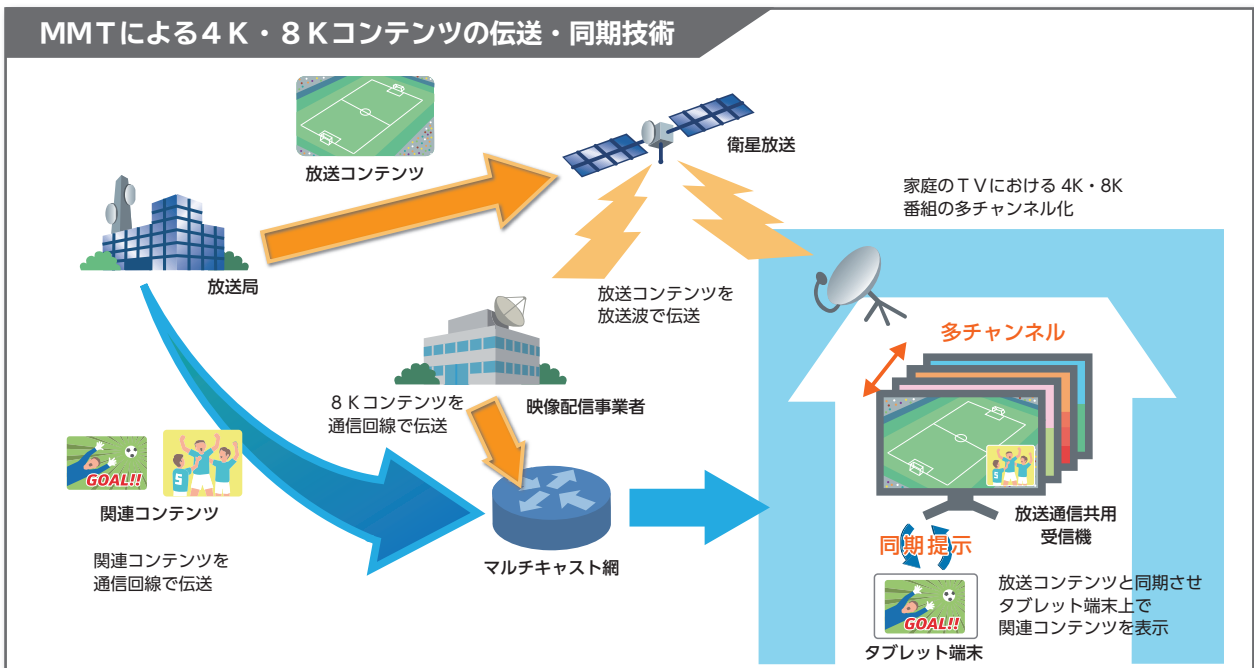 MMTによる４Ｋ・８Ｋコンテンツの伝送・同期技術
放送コンテンツ
衛星放送
家庭のＴＶにおける 4K・8K
番組の多チャンネル化
放送局
放送コンテンツを
放送波で伝送
多チャンネル
８Ｋコンテンツを
通信回線で伝送
映像配信事業者
GOAL!!
5
5
関連コンテンツ
関連コンテンツを
通信回線で伝送
マルチキャスト網
放送通信共用
受信機
同期提示
GOAL!!
放送コンテンツと同期させ
タブレット端末上で
関連コンテンツを表示
タブレット端末